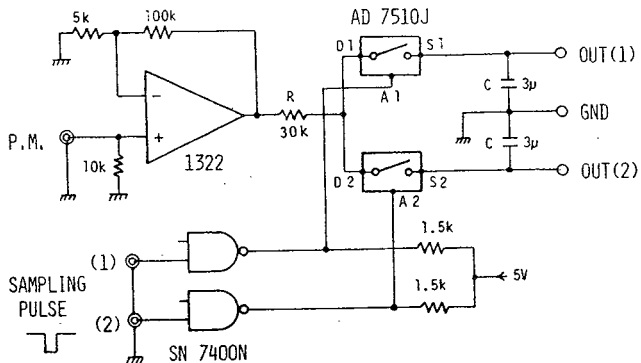 AD 7510J
5k
100k
D1
S1
OUT(1)
A1
C
3μ
R
30k
GND
P.M.
10k
1322
C
3μ
D2
S2
OUT(2)
A2
1.5k
(1)
5V
SAMPLING
PULSE
1.5k
(2)
SN 7400N